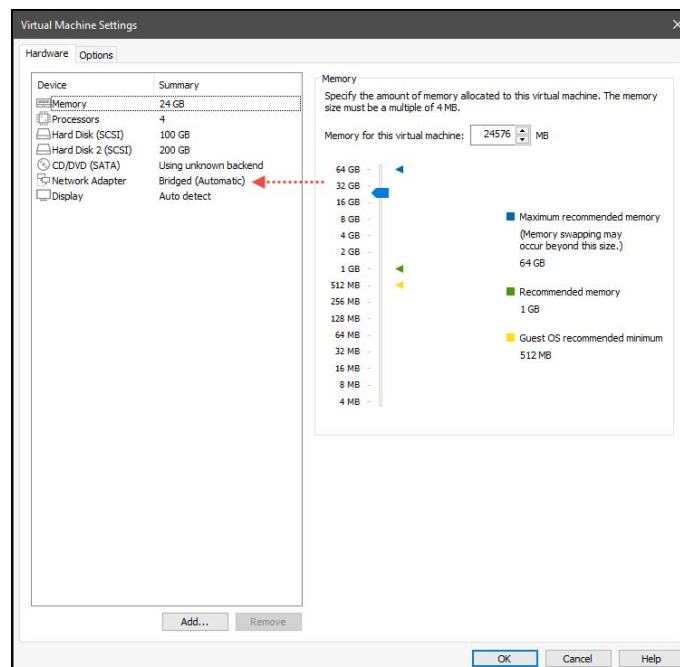 Virtual Machine Settings
Hardware Options
Device Summary
Memory 24 GB
Processors 4
Hard Disk (SCSI) 100 GB
Hard Disk 2 (SCSI) 200 GB
CD/DVD (SATA) Using unknown backend
Network Adapter Bridged (Automatic)
Display Auto detect
Add... Remove
Memory
Specify the amount of memory allocated to this virtual machine. The memory
size must be a multiple of 4 MB.
Memory for this virtual machine: 24576 MB
64 GB
32 GB
16 GB
8 GB
4 GB
2 GB
1 GB
512 MB
256 MB
128 MB
64 MB
32 MB
16 MB
8 MB
4 MB
Maximum recommended memory
(Memory swapping may
occur beyond this size.)
64 GB
Recommended memory
1 GB
Guest OS recommended minimum
512 MB
OK Cancel Help